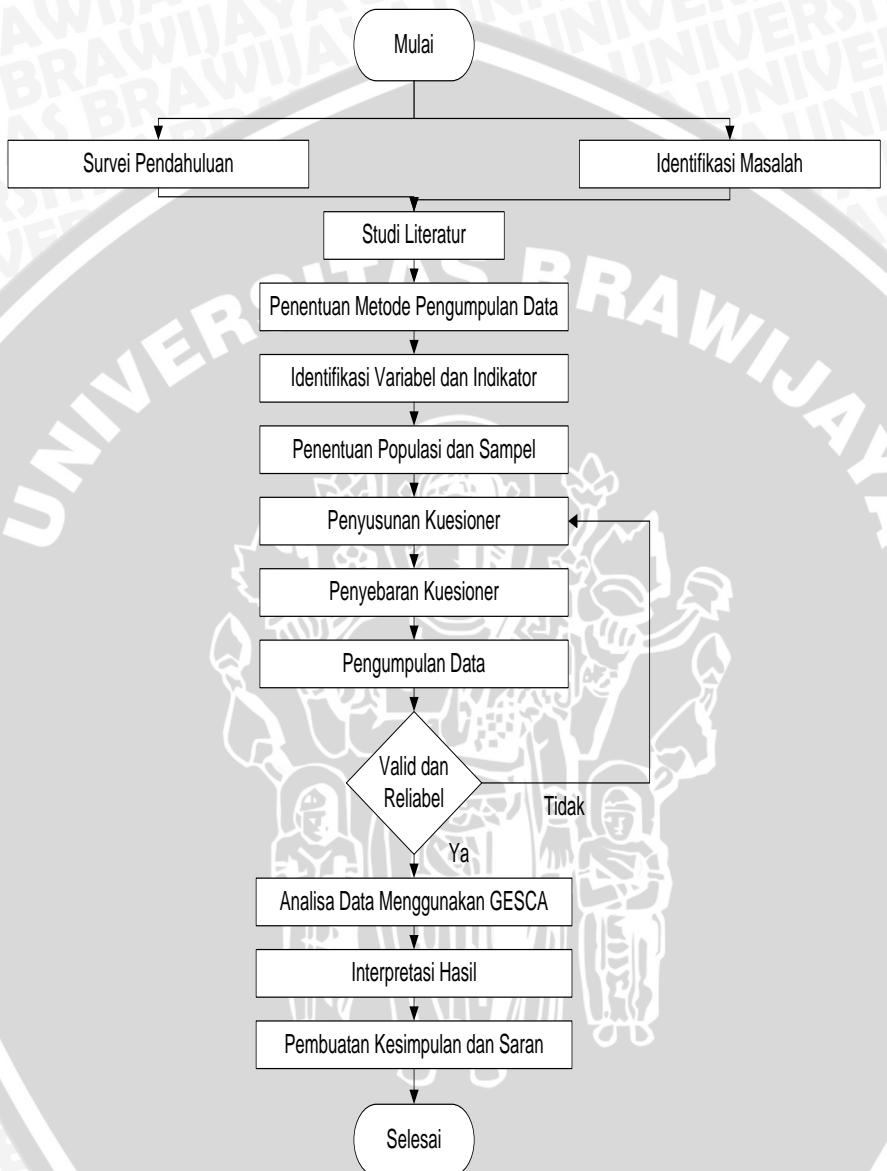 Mulai
Survei Pendahuluan
Identifikasi Masalah
Studi Literatur
UNIVERSITAS BRAWIJAYA
Penentuan Metode Pengumpulan Data
Identifikasi Variabel dan Indikator
Penentuan Populasi dan Sampel
Penyusunan Kuesioner
Penyebaran Kuesioner
Pengumpulan Data
Valid dan
Reliabel
Tidak
Ya
Analisa Data Menggunakan GESCA
Interpretasi Hasil
Pembuatan Kesimpulan dan Saran
Selesai